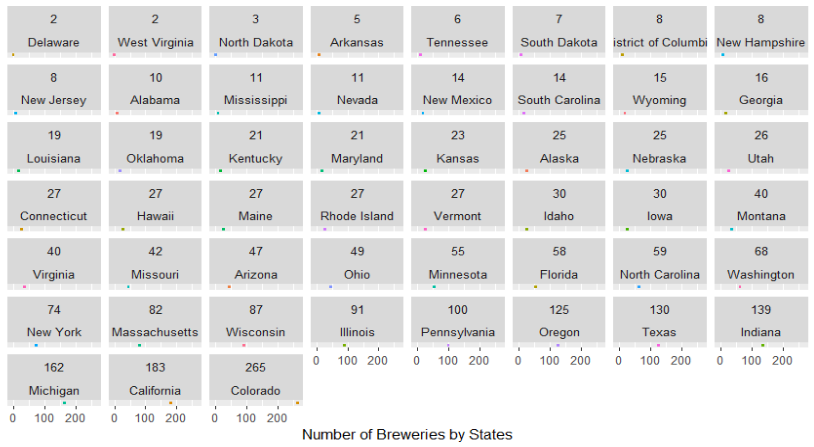 2 2 3 5 6 7 8 8
Delaware West Virginia North Dakota Arkansas Tennessee South Dakota istrict of Columbi New Hampshire
8 10 11 11 14 14 15 16
New Jersey Alabama Mississippi Nevada New Mexico South Carolina Wyoming Georgia
19 19 21 21 23 25 25 26
Louisiana Oklahoma Kentucky Maryland Kansas Alaska Nebraska Utah
27 27 27 27 27 30 30 40
Connecticut Hawaii Maine Rhode Island Vermont Idaho Iowa Montana
40 42 47 49 55 58 59 68
Virginia Missouri Arizona Ohio Minnesota Florida North Carolina Washington
74 82 87 91 100 125 130 139
New York Massachusetts Wisconsin Illinois Pennsylvania Oregon Texas Indiana
0 100 200 0 100 200 0 100 200 0 100 200 0 100 200
162 183 265
Michigan California Colorado
0 100 200 0 100 200 0 100 200
Number of Breweries by States